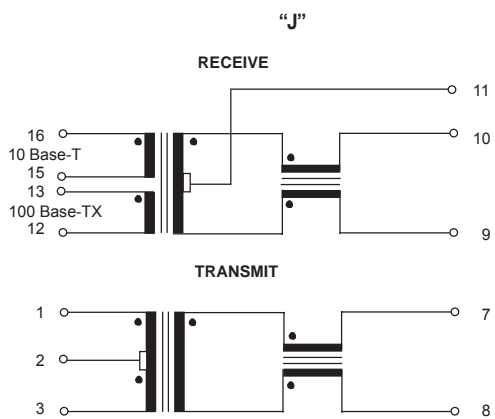 “J”
RECEIVE
11
16
10
10 Base-T
15
13
100 Base-TX
12
9
TRANSMIT
1
7
2
3
8